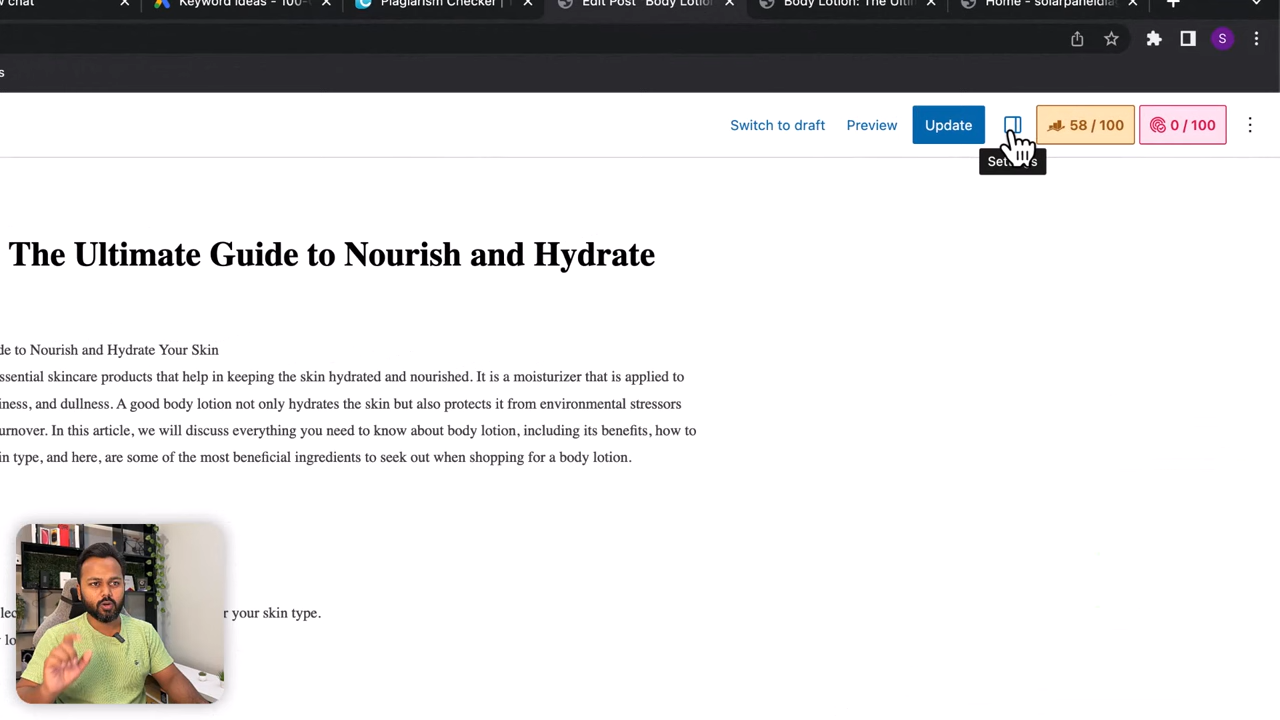 chat
Keyword ideas - 100-
Plagiarism Checker |
Edit Post "Body Lotio
Body Lotion: The Ultim
Home - solarpaneldia
S
s
Switch to draft
Preview
Update
58 / 100
0 / 100
Settings
The Ultimate Guide to Nourish and Hydrate
de to Nourish and Hydrate Your Skin
ssential skincare products that help in keeping the skin hydrated and nourished. It is a moisturizer that is applied to
iness, and dullness. A good body lotion not only hydrates the skin but also protects it from environmental stressors
urnover. In this article, we will discuss everything you need to know about body lotion, including its benefits, how to
in type, and here, are some of the most beneficial ingredients to seek out when shopping for a body lotion.
lec
r your skin type.
lo